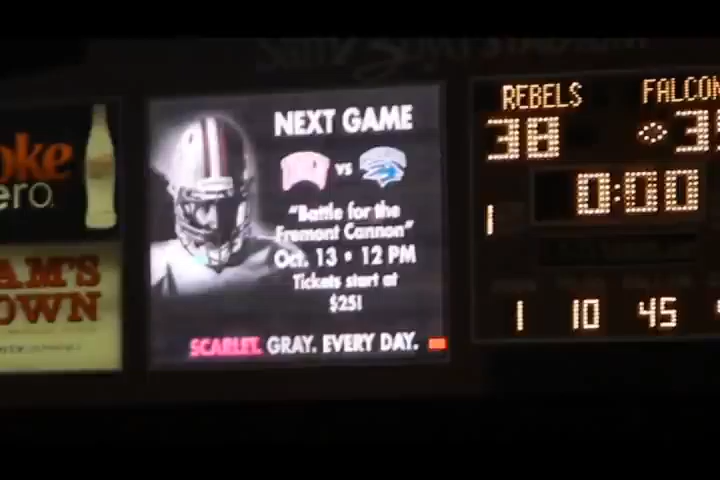 REBELS
FALCON
38
3
0:00
1
1 10 45
NEXT GAME
VS
"Battle for the
Fremont Cannon"
Oct. 13 • 12 PM
Tickets start at
$25!
SCARLET. GRAY. EVERY DAY.
oke
ero
AM'S
OWN